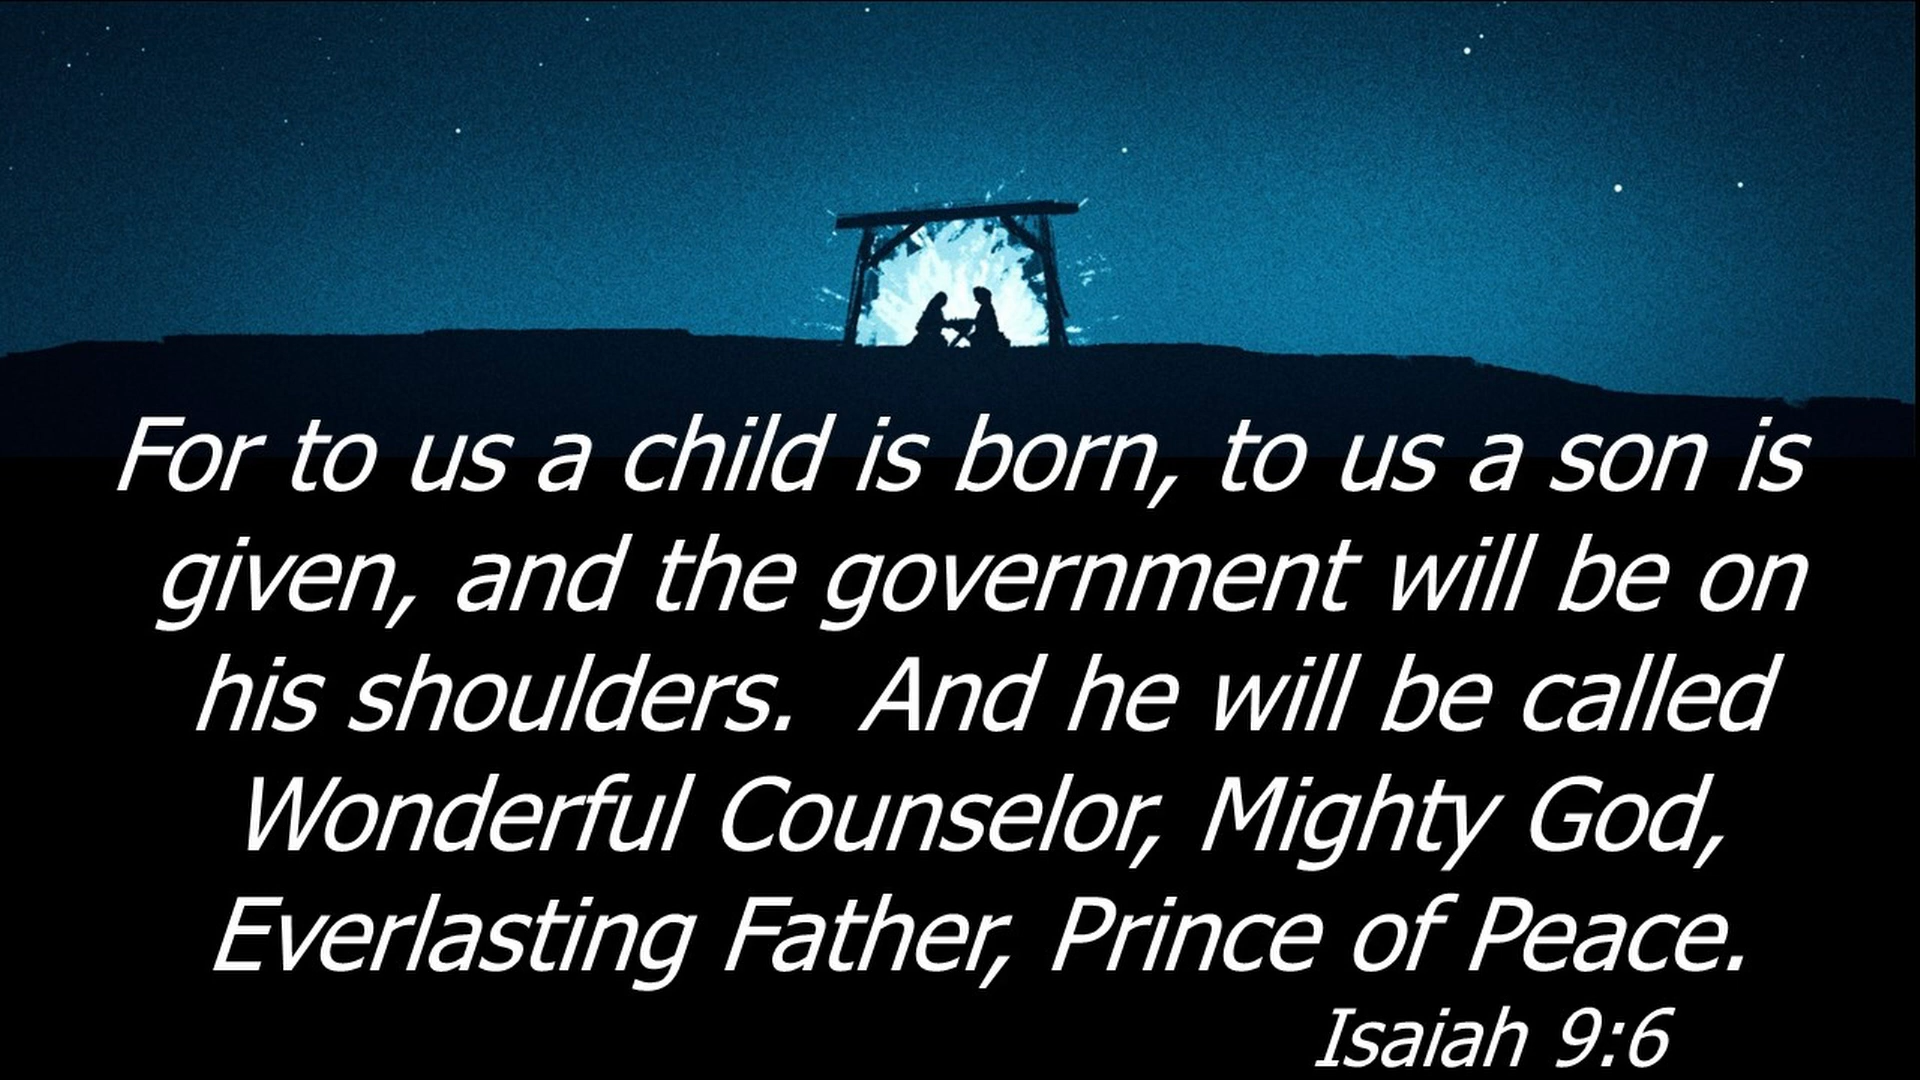 For to us a child is born, to us a son is
given, and the government will be on
his shoulders.  And he will be called
Wonderful Counselor, Mighty God,
Everlasting Father, Prince of Peace.
Isaiah 9:6